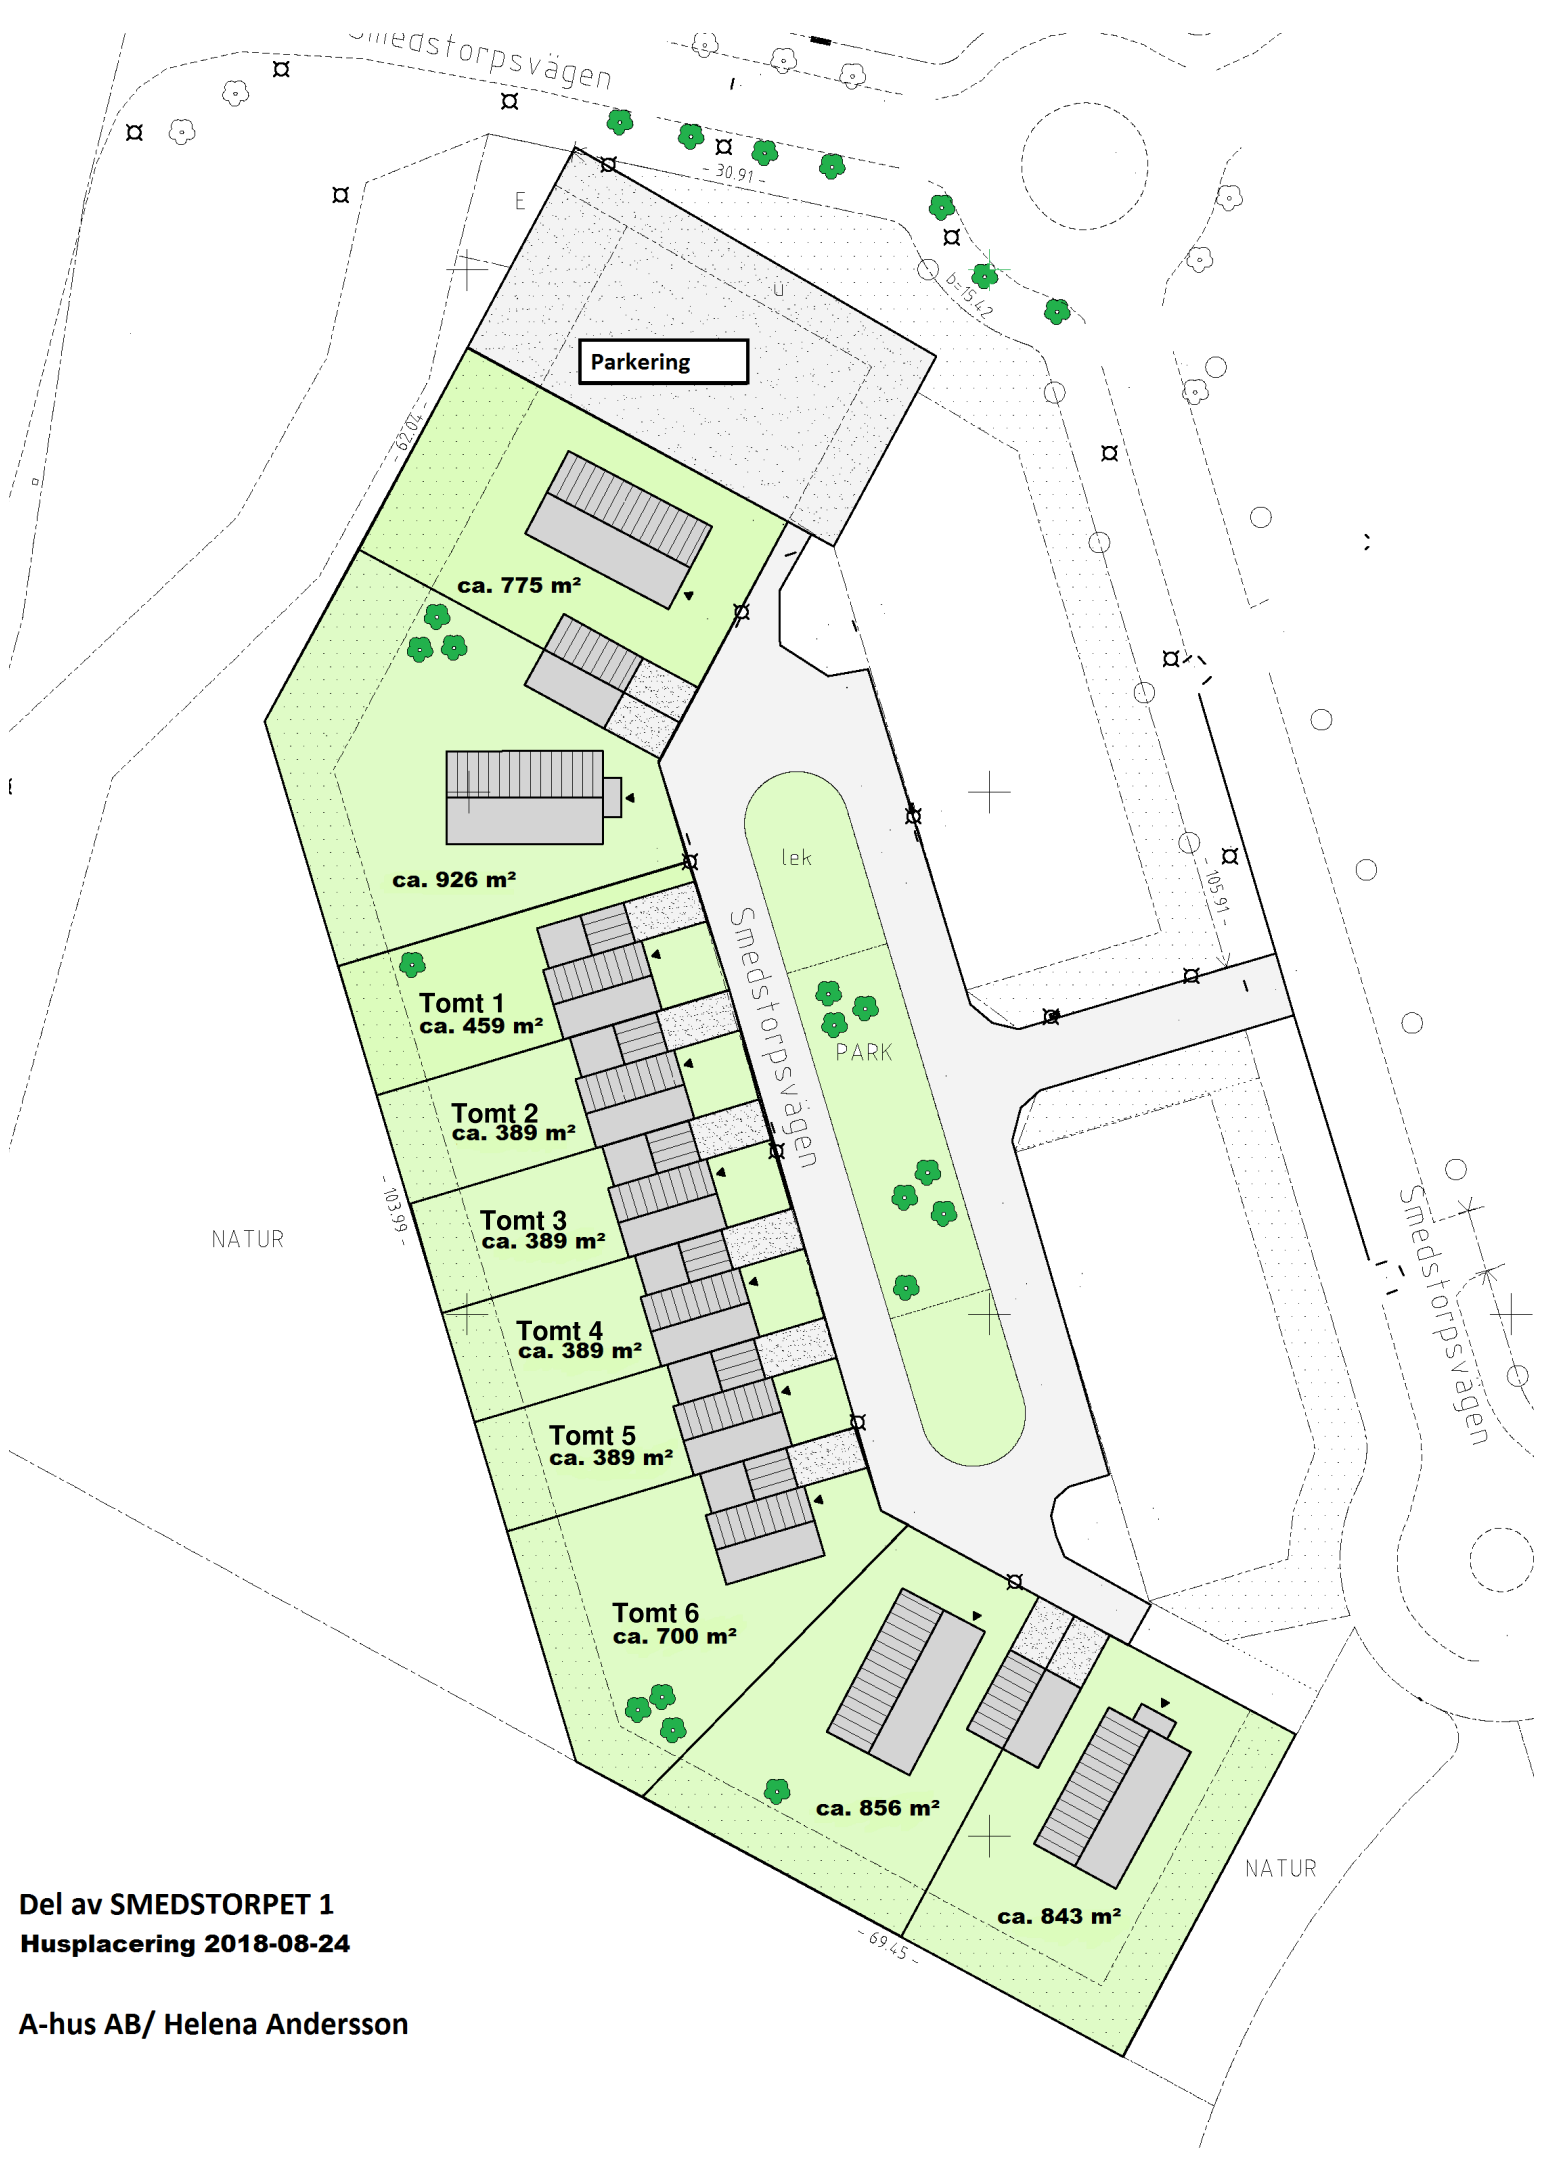 Smedstorpsvägen
- 30.91 -
E
b=15.42
u
Parkering
- 62.04 -
ca. 775 m²
lek
ca. 926 m²
- 105.91 -
Smedstorpsvägen
Tomt 1
ca. 459 m²
PARK
Tomt 2
ca. 389 m²
- 103.99 -
NATUR
Tomt 3
ca. 389 m²
Smedstorpsvägen
Tomt 4
ca. 389 m²
Tomt 5
ca. 389 m²
Tomt 6
ca. 700 m²
ca. 856 m²
NATUR
ca. 843 m²
- 69.45 -
Del av SMEDSTORPET 1
Husplacering 2018-08-24
A-hus AB/ Helena Andersson